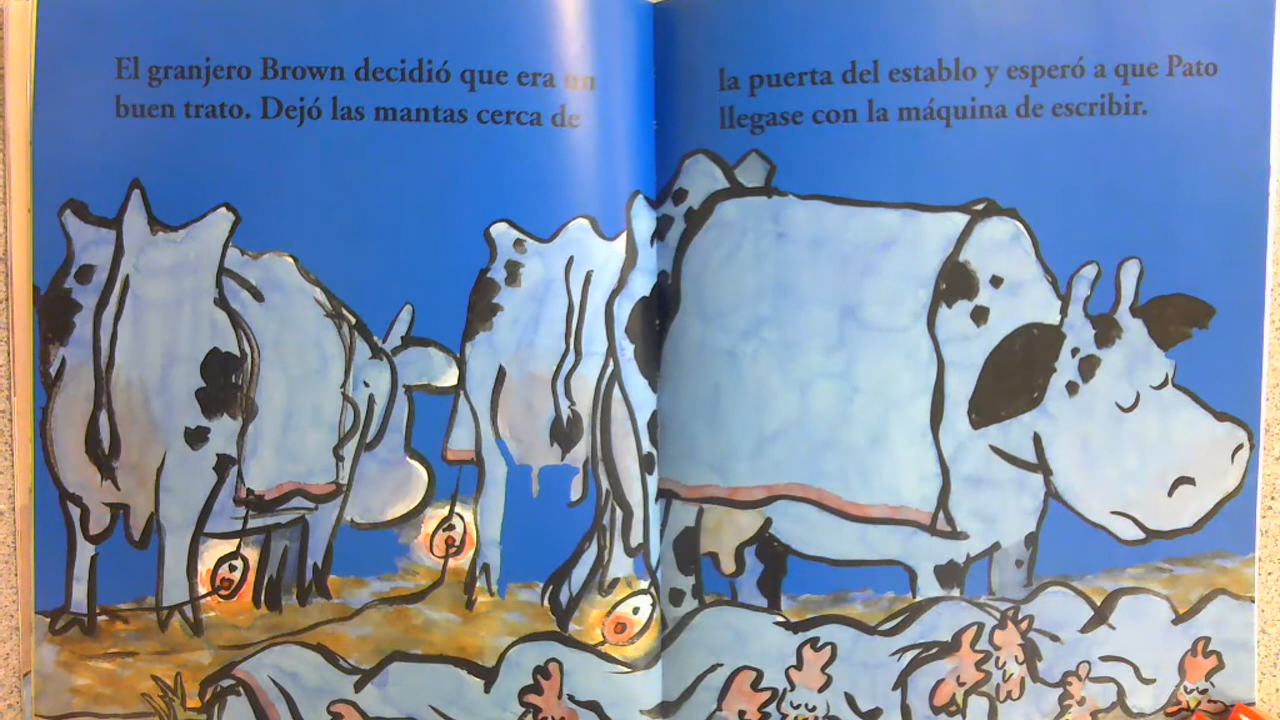 El granjero Brown decidió que era un
buen trato. Dejó las mantas cerca de
la puerta del establo y esperó a que Pato
llegase con la máquina de escribir.